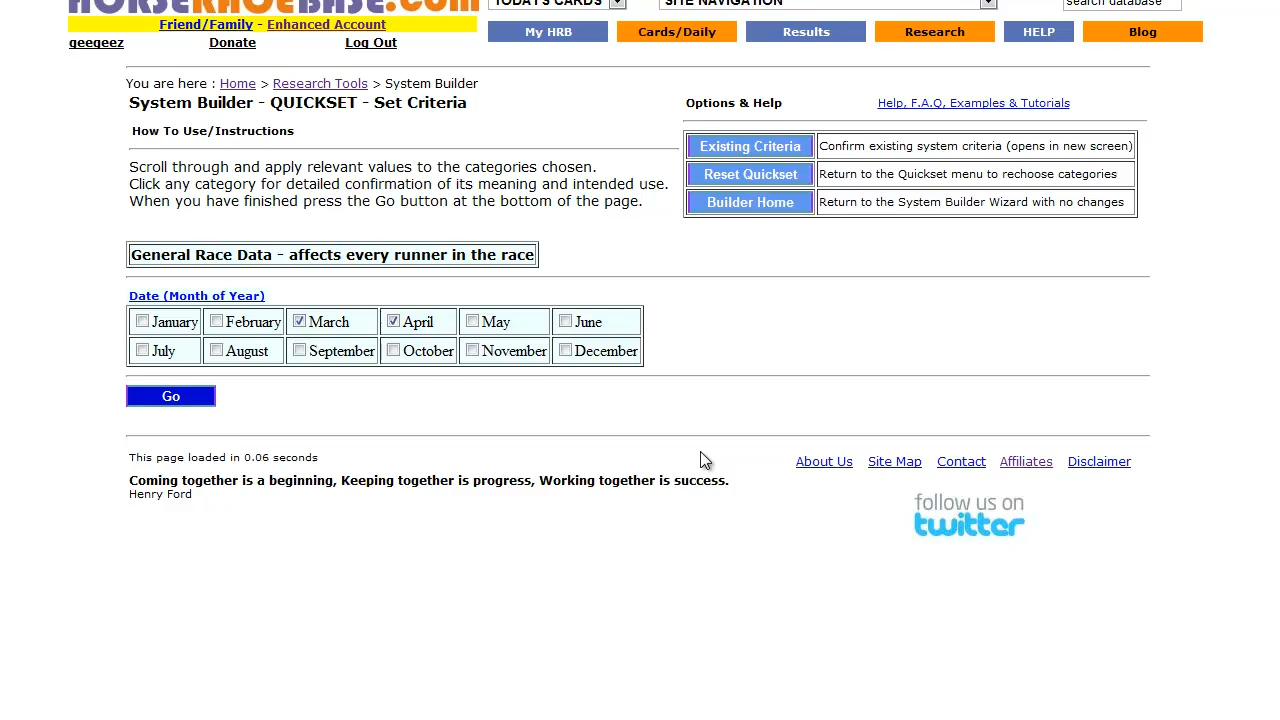 HORSERACEBASE.com
TODAY'S CARDS
SITE NAVIGATION
search database
Friend/Family - Enhanced Account
geegeez Donate Log Out
My HRB Cards/Daily Results Research HELP Blog
You are here : Home > Research Tools > System Builder
System Builder - QUICKSET - Set Criteria
Options & Help Help, F.A.Q, Examples & Tutorials
How To Use/Instructions
Scroll through and apply relevant values to the categories chosen.
Click any category for detailed confirmation of its meaning and intended use.
When you have finished press the Go button at the bottom of the page.
Existing Criteria Confirm existing system criteria (opens in new screen)
Reset Quickset Return to the Quickset menu to rechoose categories
Builder Home Return to the System Builder Wizard with no changes
General Race Data - affects every runner in the race
Date (Month of Year)
January February March April May June
July August September October November December
Go
This page loaded in 0.06 seconds
About Us Site Map Contact Affiliates Disclaimer
Coming together is a beginning, Keeping together is progress, Working together is success.
Henry Ford
follow us on
twitter